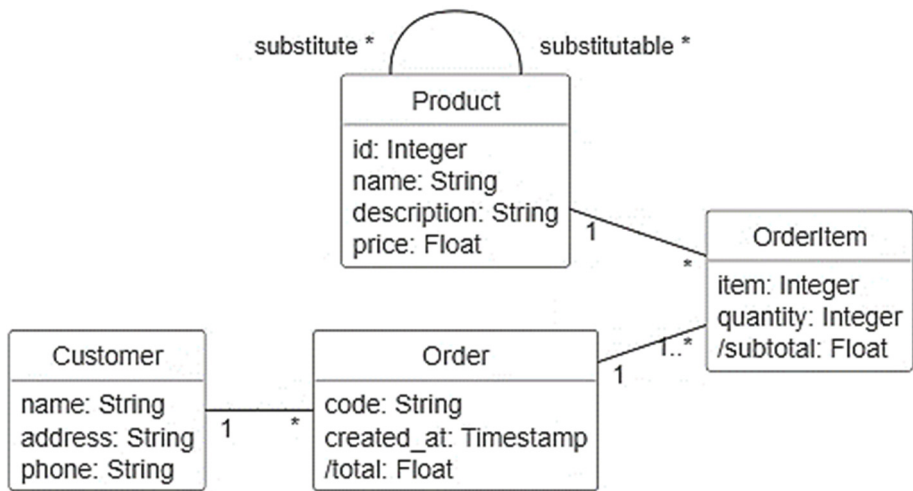 substitute *
substitutable *
Product
id: Integer
name: String
description: String
price: Float
1
*
OrderItem
item: Integer
quantity: Integer
/subtotal: Float
1..*
1
Customer
name: String
address: String
phone: String
1
*
Order
code: String
created_at: Timestamp
/total: Float